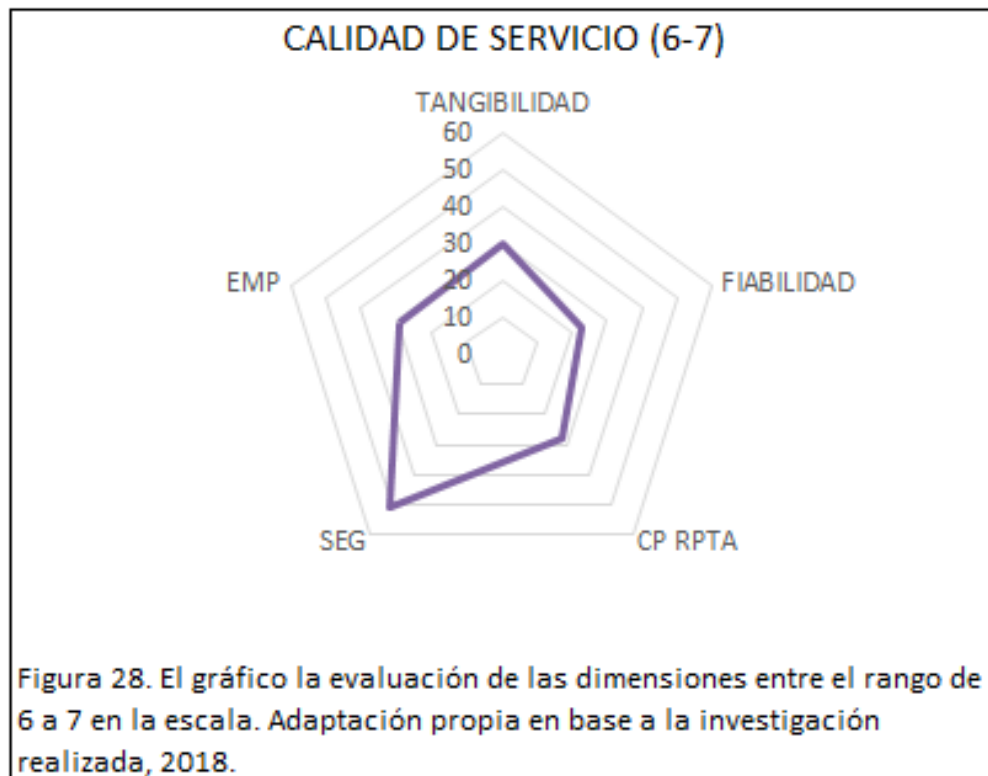 CALIDAD DE SERVICIO (6-7)
TANGIBILIDAD
60
50
40
30
20
10
0
EMP
FIABILIDAD
SEG
CP RPTA
Figura 28. El gráfico la evaluación de las dimensiones entre el rango de
6 a 7 en la escala. Adaptación propia en base a la investigación
realizada, 2018.